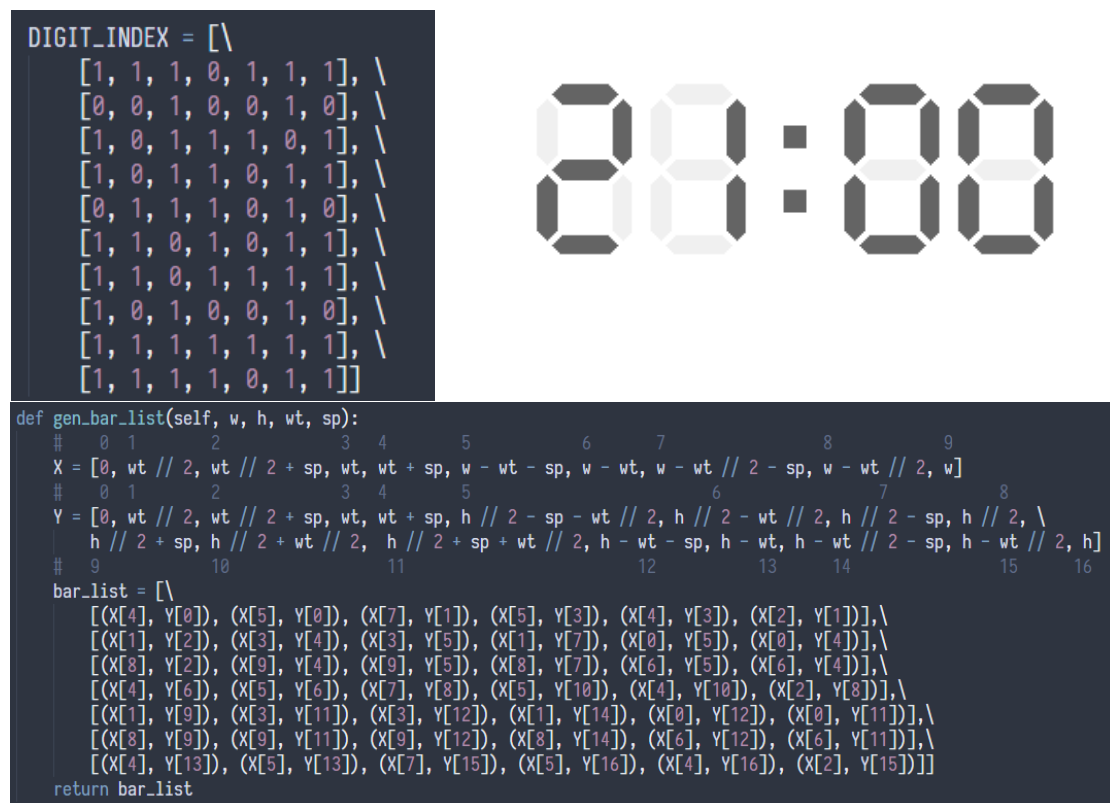 DIGIT_INDEX = [\
[1, 1, 1, 0, 1, 1, 1], \
[0, 0, 1, 0, 0, 1, 0], \
[1, 0, 1, 1, 1, 0, 1], \
[1, 0, 1, 1, 0, 1, 1], \
[0, 1, 1, 1, 0, 1, 0], \
[1, 1, 0, 1, 0, 1, 1], \
[1, 1, 0, 1, 1, 1, 1], \
[1, 0, 1, 0, 0, 1, 0], \
[1, 1, 1, 1, 1, 1, 1], \
[1, 1, 1, 1, 0, 1, 1]]
21:00
def gen_bar_list(self, w, h, wt, sp):
# 0 1 2 3 4 5 6 7 8 9
X = [0, wt // 2, wt // 2 + sp, wt, wt + sp, w - wt - sp, w - wt, w - wt // 2 - sp, w - wt // 2, w]
# 0 1 2 3 4 5 6 7 8
Y = [0, wt // 2, wt // 2 + sp, wt, wt + sp, h // 2 - sp - wt // 2, h // 2 - wt // 2, h // 2 - sp, h // 2, \
h // 2 + sp, h // 2 + wt // 2, h // 2 + sp + wt // 2, h - wt - sp, h - wt, h - wt // 2 - sp, h - wt // 2, h]
# 9 10 11 12 13 14 15 16
bar_list = [\
[(X[4], Y[0]), (X[5], Y[0]), (X[7], Y[1]), (X[5], Y[3]), (X[4], Y[3]), (X[2], Y[1])],\
[(X[1], Y[2]), (X[3], Y[4]), (X[3], Y[5]), (X[1], Y[7]), (X[0], Y[5]), (X[0], Y[4])],\
[(X[8], Y[2]), (X[9], Y[4]), (X[9], Y[5]), (X[8], Y[7]), (X[6], Y[5]), (X[6], Y[4])],\
[(X[4], Y[6]), (X[5], Y[6]), (X[7], Y[8]), (X[5], Y[10]), (X[4], Y[10]), (X[2], Y[8])],\
[(X[1], Y[9]), (X[3], Y[11]), (X[3], Y[12]), (X[1], Y[14]), (X[0], Y[12]), (X[0], Y[11])],\
[(X[8], Y[9]), (X[9], Y[11]), (X[9], Y[12]), (X[8], Y[14]), (X[6], Y[12]), (X[6], Y[11])],\
[(X[4], Y[13]), (X[5], Y[13]), (X[7], Y[15]), (X[5], Y[16]), (X[4], Y[16]), (X[2], Y[15])]]
return bar_list